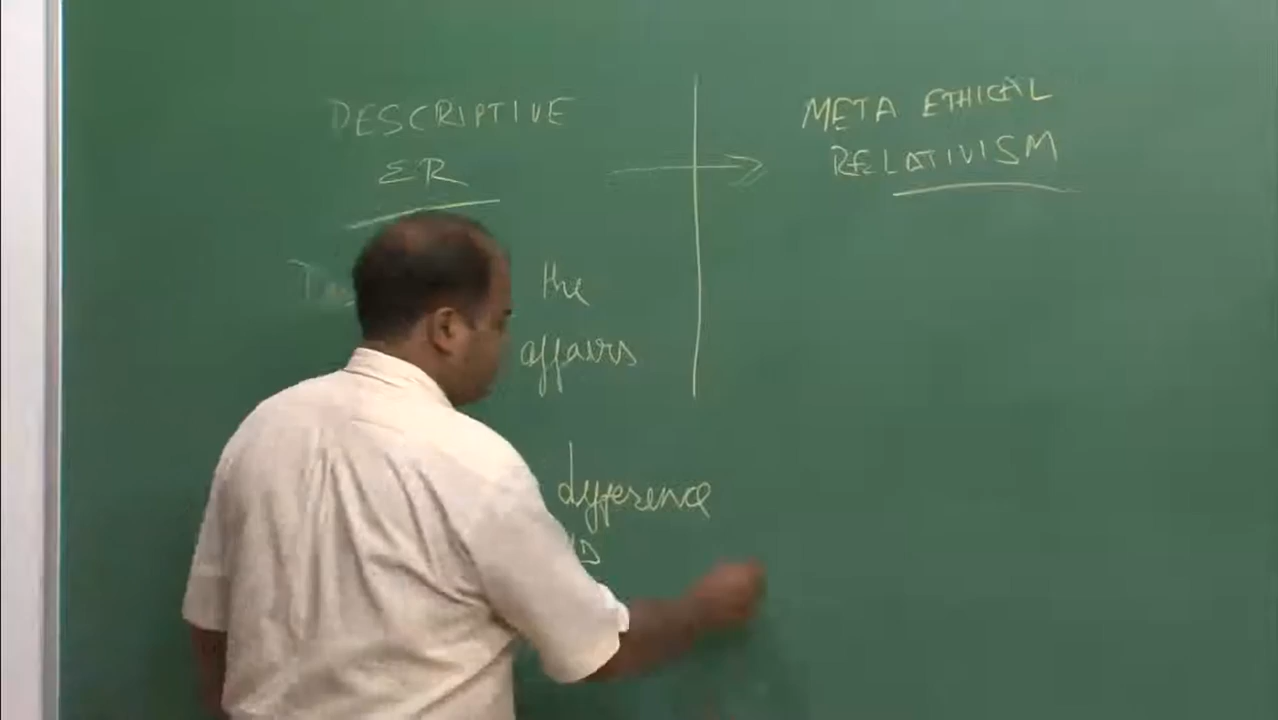 DESCRIPTIVE
ER
the
affairs
difference
META ETHICAL
RELATIVISM